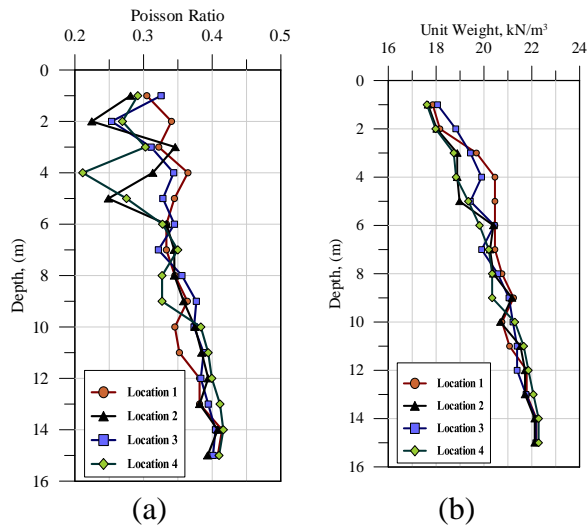 Poisson Ratio
0.2 0.3 0.4 0.5
0
2
4
6
8
10
12
14
16
Depth, (m)
Location 1
Location 2
Location 3
Location 4
(a)
Unit Weight, kN/m³
16 18 20 22 24
0
2
4
6
8
10
12
14
16
Depth, (m)
Location 1
Location 2
Location 3
Location 4
(b)